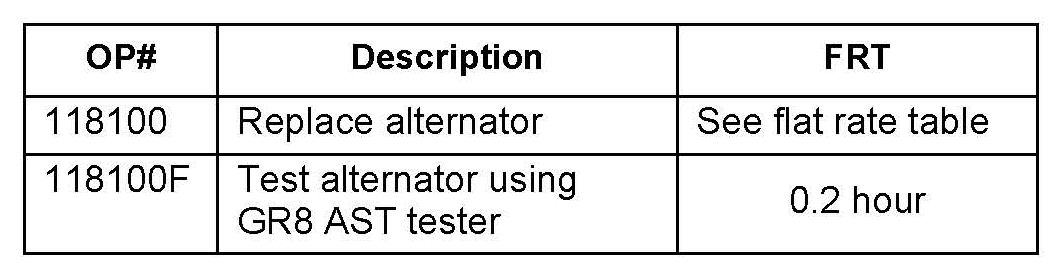 OP# Description FRT
118100 Replace alternator See flat rate table
118100F Test alternator using
GR8 AST tester 0.2 hour